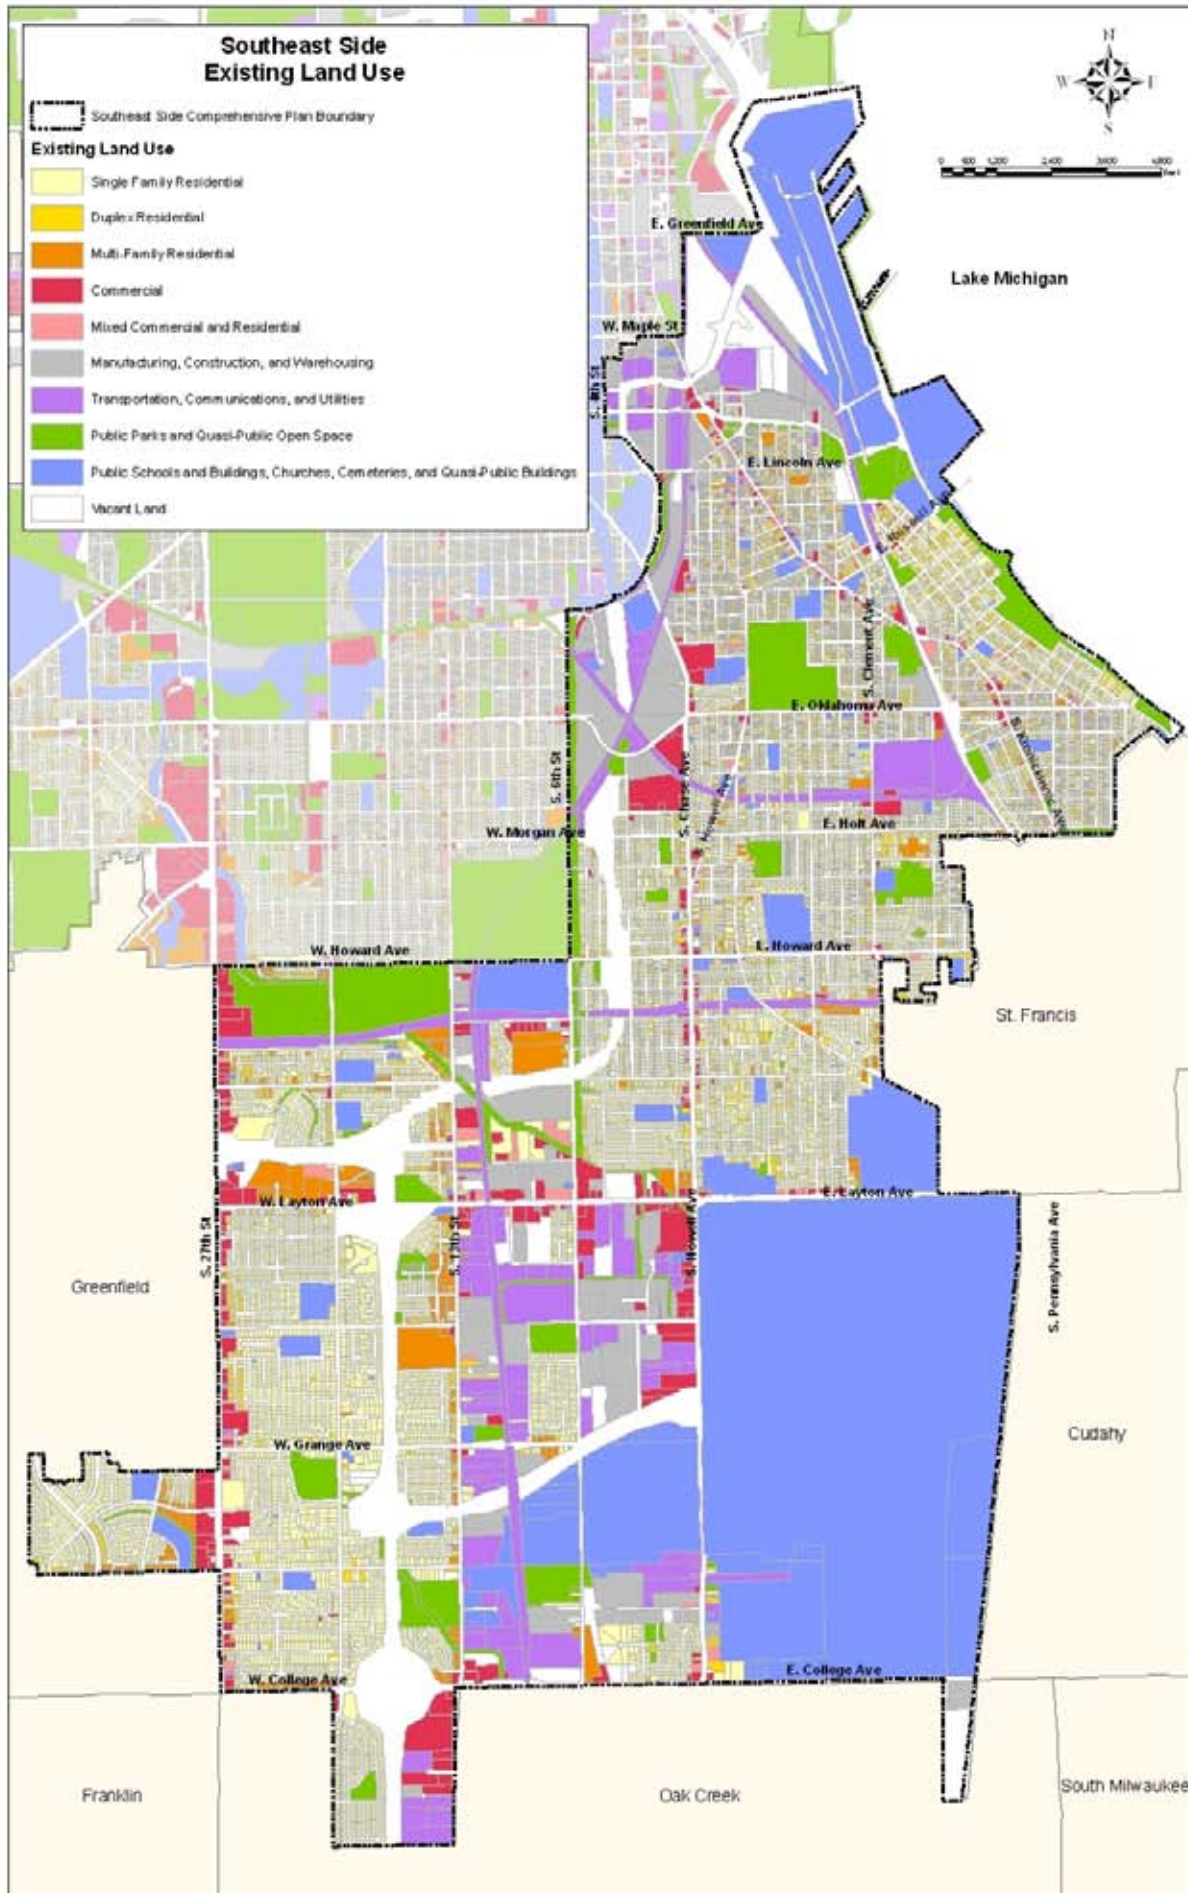 Southeast Side
Existing Land Use
Southeast Side Comprehensive Plan Boundary
Existing Land Use
Single Family Residential
Duplex Residential
Multi-Family Residential
Commercial
Mixed Commercial and Residential
Manufacturing, Construction, and Warehousing
Transportation, Communications, and Utilities
Public Parks and Quasi-Public Open Space
Public Schools and Buildings, Churches, Cemeteries, and Quasi-Public Buildings
Vacant Land
N
W
E
S
E. Greenfield Ave
Lake Michigan
W. Maple St
E. Lincoln Ave
S. Clement Ave
E. Oklahoma Ave
S. Kinnickinnic Ave
S. 6th St
S. Chase Ave
S. Howell Ave
W. Morgan Ave
E. Holt Ave
W. Howard Ave
E. Howard Ave
St. Francis
W. Layton Ave
E. Layton Ave
S. 27th St
S. 13th St
S. Howell Ave
S. Pennsylvania Ave
Greenfield
Cudahy
W. Grange Ave
W. College Ave
E. College Ave
Franklin
Oak Creek
South Milwaukee